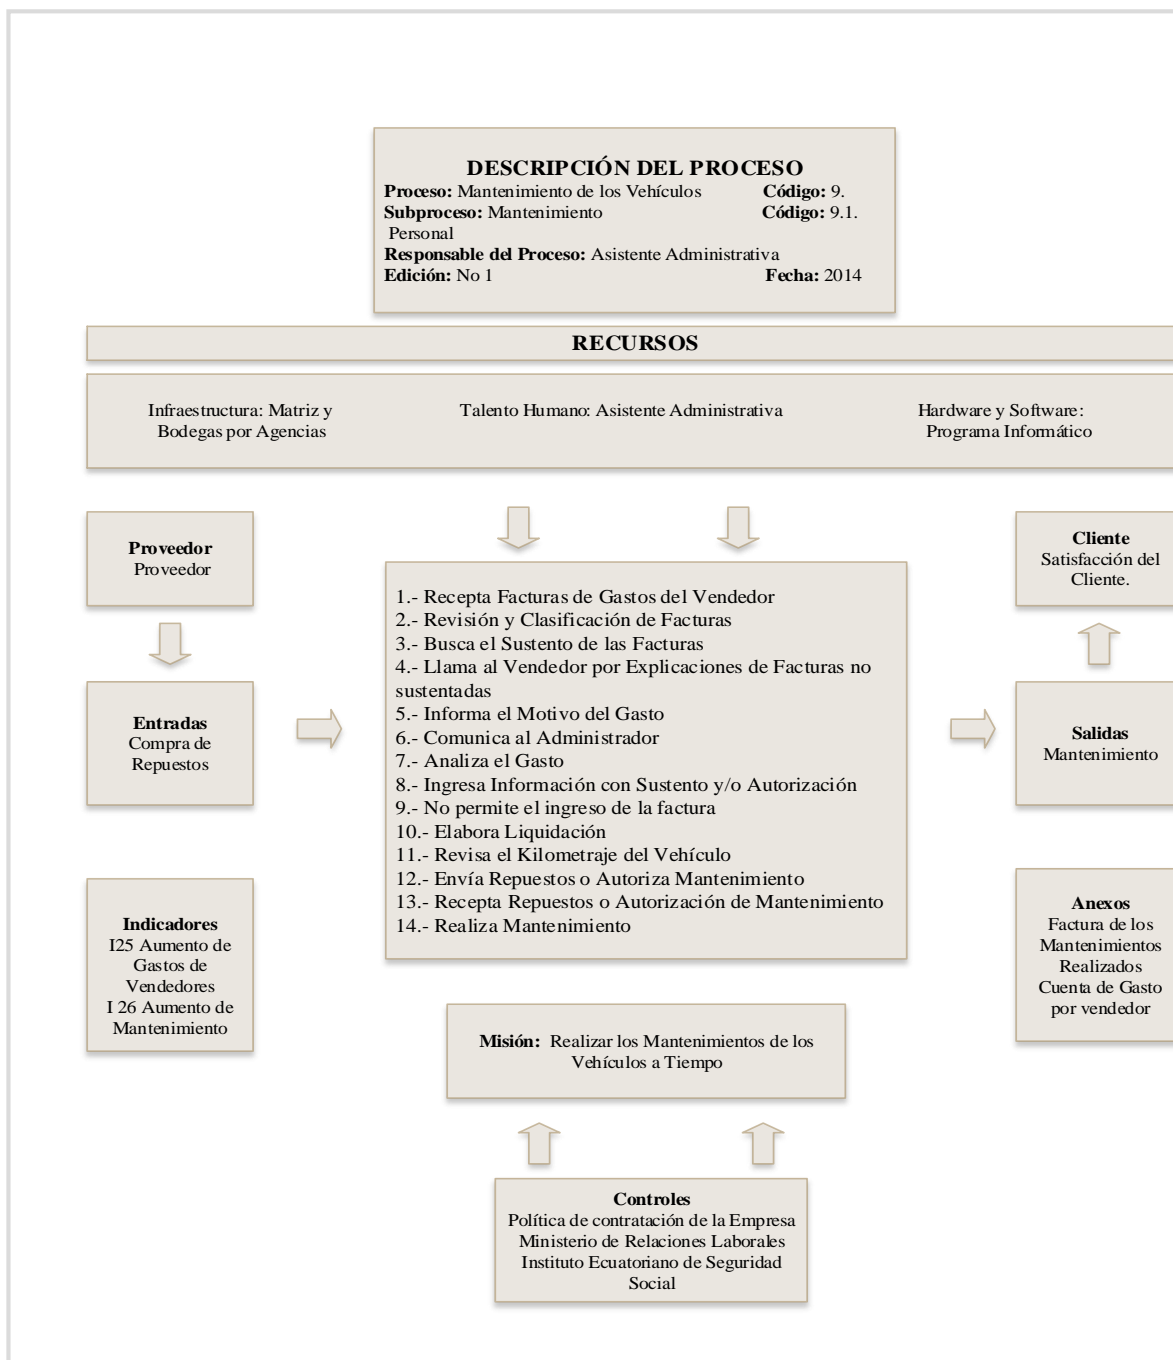 DESCRIPCIÓN DEL PROCESO
Proceso: Mantenimiento de los Vehículos Código: 9.
Subproceso: Mantenimiento Código: 9.1.
Personal
Responsable del Proceso: Asistente Administrativa
Edición: No 1 Fecha: 2014
RECURSOS
Infraestructura: Matriz y
Bodegas por Agencias
Talento Humano: Asistente Administrativa
Hardware y Software:
Programa Informático
Proveedor
Proveedor
Entradas
Compra de
Repuestos
Indicadores
I25 Aumento de
Gastos de
Vendedores
I 26 Aumento de
Mantenimiento
1.- Recepta Facturas de Gastos del Vendedor
2.- Revisión y Clasificación de Facturas
3.- Busca el Sustento de las Facturas
4.- Llama al Vendedor por Explicaciones de Facturas no
sustentadas
5.- Informa el Motivo del Gasto
6.- Comunica al Administrador
7.- Analiza el Gasto
8.- Ingresa Información con Sustento y/o Autorización
9.- No permite el ingreso de la factura
10.- Elabora Liquidación
11.- Revisa el Kilometraje del Vehículo
12.- Envía Repuestos o Autoriza Mantenimiento
13.- Recepta Repuestos o Autorización de Mantenimiento
14.- Realiza Mantenimiento
Cliente
Satisfacción del
Cliente.
Salidas
Mantenimiento
Anexos
Factura de los
Mantenimientos
Realizados
Cuenta de Gasto
por vendedor
Misión: Realizar los Mantenimientos de los
Vehículos a Tiempo
Controles
Política de contratación de la Empresa
Ministerio de Relaciones Laborales
Instituto Ecuatoriano de Seguridad
Social